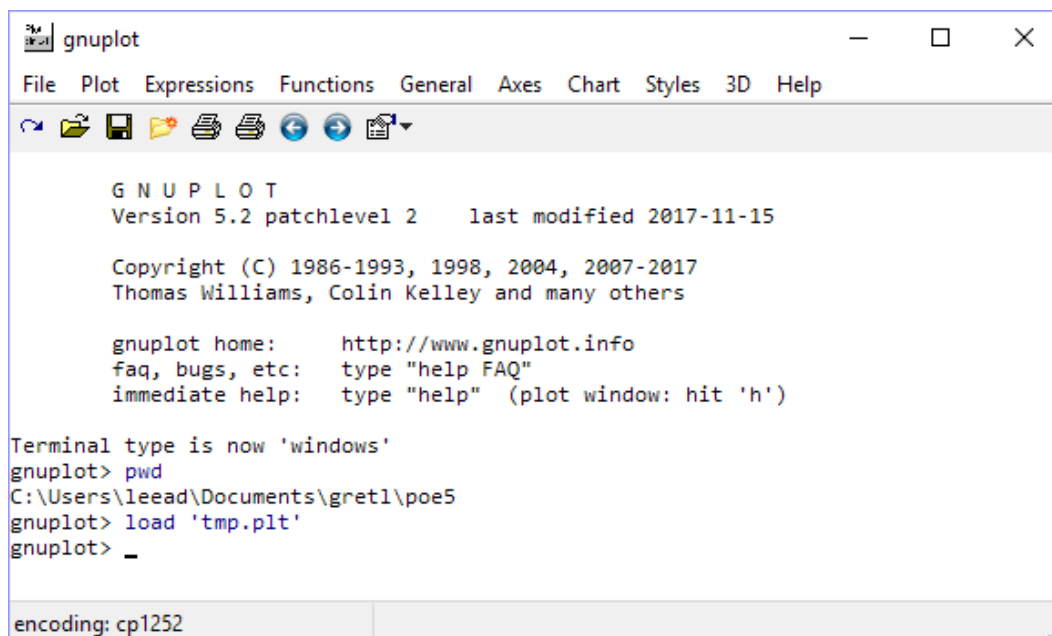 gnuplot
File Plot Expressions Functions General Axes Chart Styles 3D Help
G N U P L O T
Version 5.2 patchlevel 2    last modified 2017-11-15
Copyright (C) 1986-1993, 1998, 2004, 2007-2017
Thomas Williams, Colin Kelley and many others
gnuplot home:     http://www.gnuplot.info
faq, bugs, etc:   type "help FAQ"
immediate help:   type "help"  (plot window: hit 'h')
Terminal type is now 'windows'
gnuplot> pwd
C:\Users\leead\Documents\gretl\poe5
gnuplot> load 'tmp.plt'
gnuplot> _
encoding: cp1252